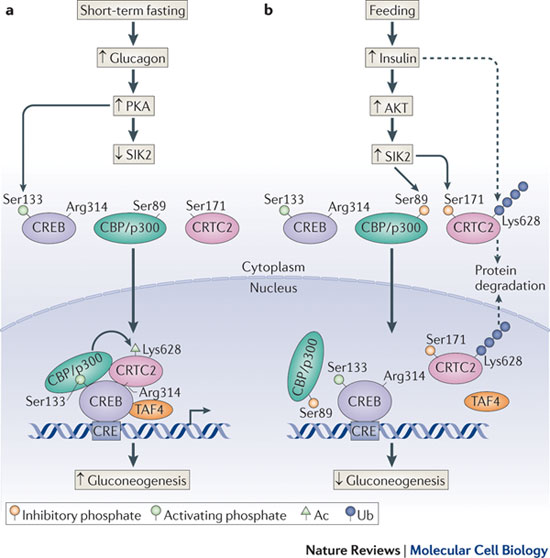 a
Short-term fasting
↑ Glucagon
↑ PKA
↓ SIK2
Ser133
Arg314
CREB
Ser89
CBP/p300
Ser171
CRTC2
CBP/p300
Lys628
CRTC2
Ser133
Arg314
CREB
TAF4
CRE
↑ Gluconeogenesis
b
Feeding
↑ Insulin
↑ AKT
↑ SIK2
Ser133
Arg314
CREB
Ser89
CBP/p300
Ser171
CRTC2
Lys628
Cytoplasm
Nucleus
Protein
degradation
CBP/p300
Ser89
Ser133
Arg314
CREB
CRE
Ser171
CRTC2
Lys628
TAF4
↓ Gluconeogenesis
Inhibitory phosphate Activating phosphate Ac Ub
Nature Reviews | Molecular Cell Biology